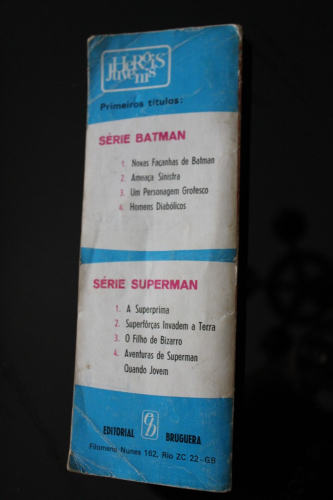 HERÓIS
JUVENIS
Primeiros títulos:
SÉRIE BATMAN
1. Novas Façanhas de Batman
2. Ameaça Sinistra
3. Um Personagem Grotesco
4. Homens Diabólicos
SÉRIE SUPERMAN
1. A Superprima
2. Superfôrças Invadem a Terra
3. O Filho de Bizarro
4. Aventuras de Superman
Quando Jovem
EDITORIAL BRUGUERA
Filomena Nunes 162, Rio ZC 22-GB